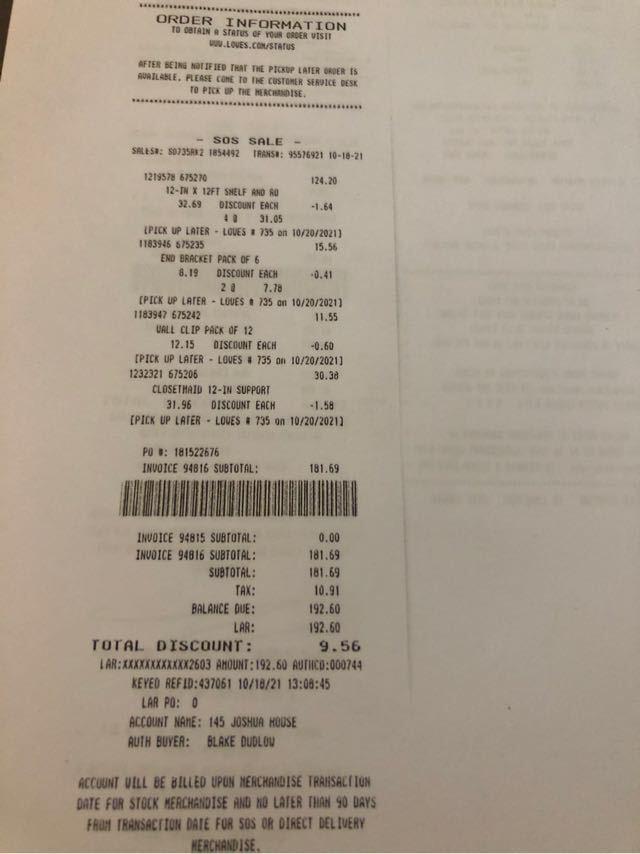 ************************************
ORDER INFORMATION
TO OBTAIN A STATUS OF YOUR ORDER VISIT
WWW.LOWES.COM/STATUS
AFTER BEING NOTIFIED THAT THE PICKUP LATER ORDER IS
AVAILABLE, PLEASE COME TO THE CUSTOMER SERVICE DESK
TO PICK UP THE MERCHANDISE.
************************************
- SOS SALE -
SALES#: S0735RK2 1854492 TRANS#: 95576921 10-18-21
1219578 675270 124.20
12-IN X 12FT SHELF AND RO
32.69 DISCOUNT EACH -1.64
4 @ 31.05
[PICK UP LATER - LOWES # 735 on 10/20/2021]
1183946 675235 15.56
END BRACKET PACK OF 6
8.19 DISCOUNT EACH -0.41
2 @ 7.78
[PICK UP LATER - LOWES # 735 on 10/20/2021]
1183947 675242 11.55
WALL CLIP PACK OF 12
12.15 DISCOUNT EACH -0.60
[PICK UP LATER - LOWES # 735 on 10/20/2021]
1232321 675206 30.38
CLOSETMAID 12-IN SUPPORT
31.96 DISCOUNT EACH -1.58
[PICK UP LATER - LOWES # 735 on 10/20/2021]
PO #: 181522676
INVOICE 94816 SUBTOTAL: 181.69
INVOICE 94815 SUBTOTAL: 0.00
INVOICE 94816 SUBTOTAL: 181.69
SUBTOTAL: 181.69
TAX: 10.91
BALANCE DUE: 192.60
LAR: 192.60
TOTAL DISCOUNT: 9.56
LAR:XXXXXXXXXXXX2603 AMOUNT:192.60 AUTHCD:000744
KEYED REFID:437061 10/18/21 13:08:45
LAR PO: 0
ACCOUNT NAME: 145 JOSHUA HOUSE
AUTH BUYER: BLAKE DUDLOW
ACCOUNT WILL BE BILLED UPON MERCHANDISE TRANSACTION
DATE FOR STOCK MERCHANDISE AND NO LATER THAN 90 DAYS
FROM TRANSACTION DATE FOR SOS OR DIRECT DELIVERY
MERCHANDISE.